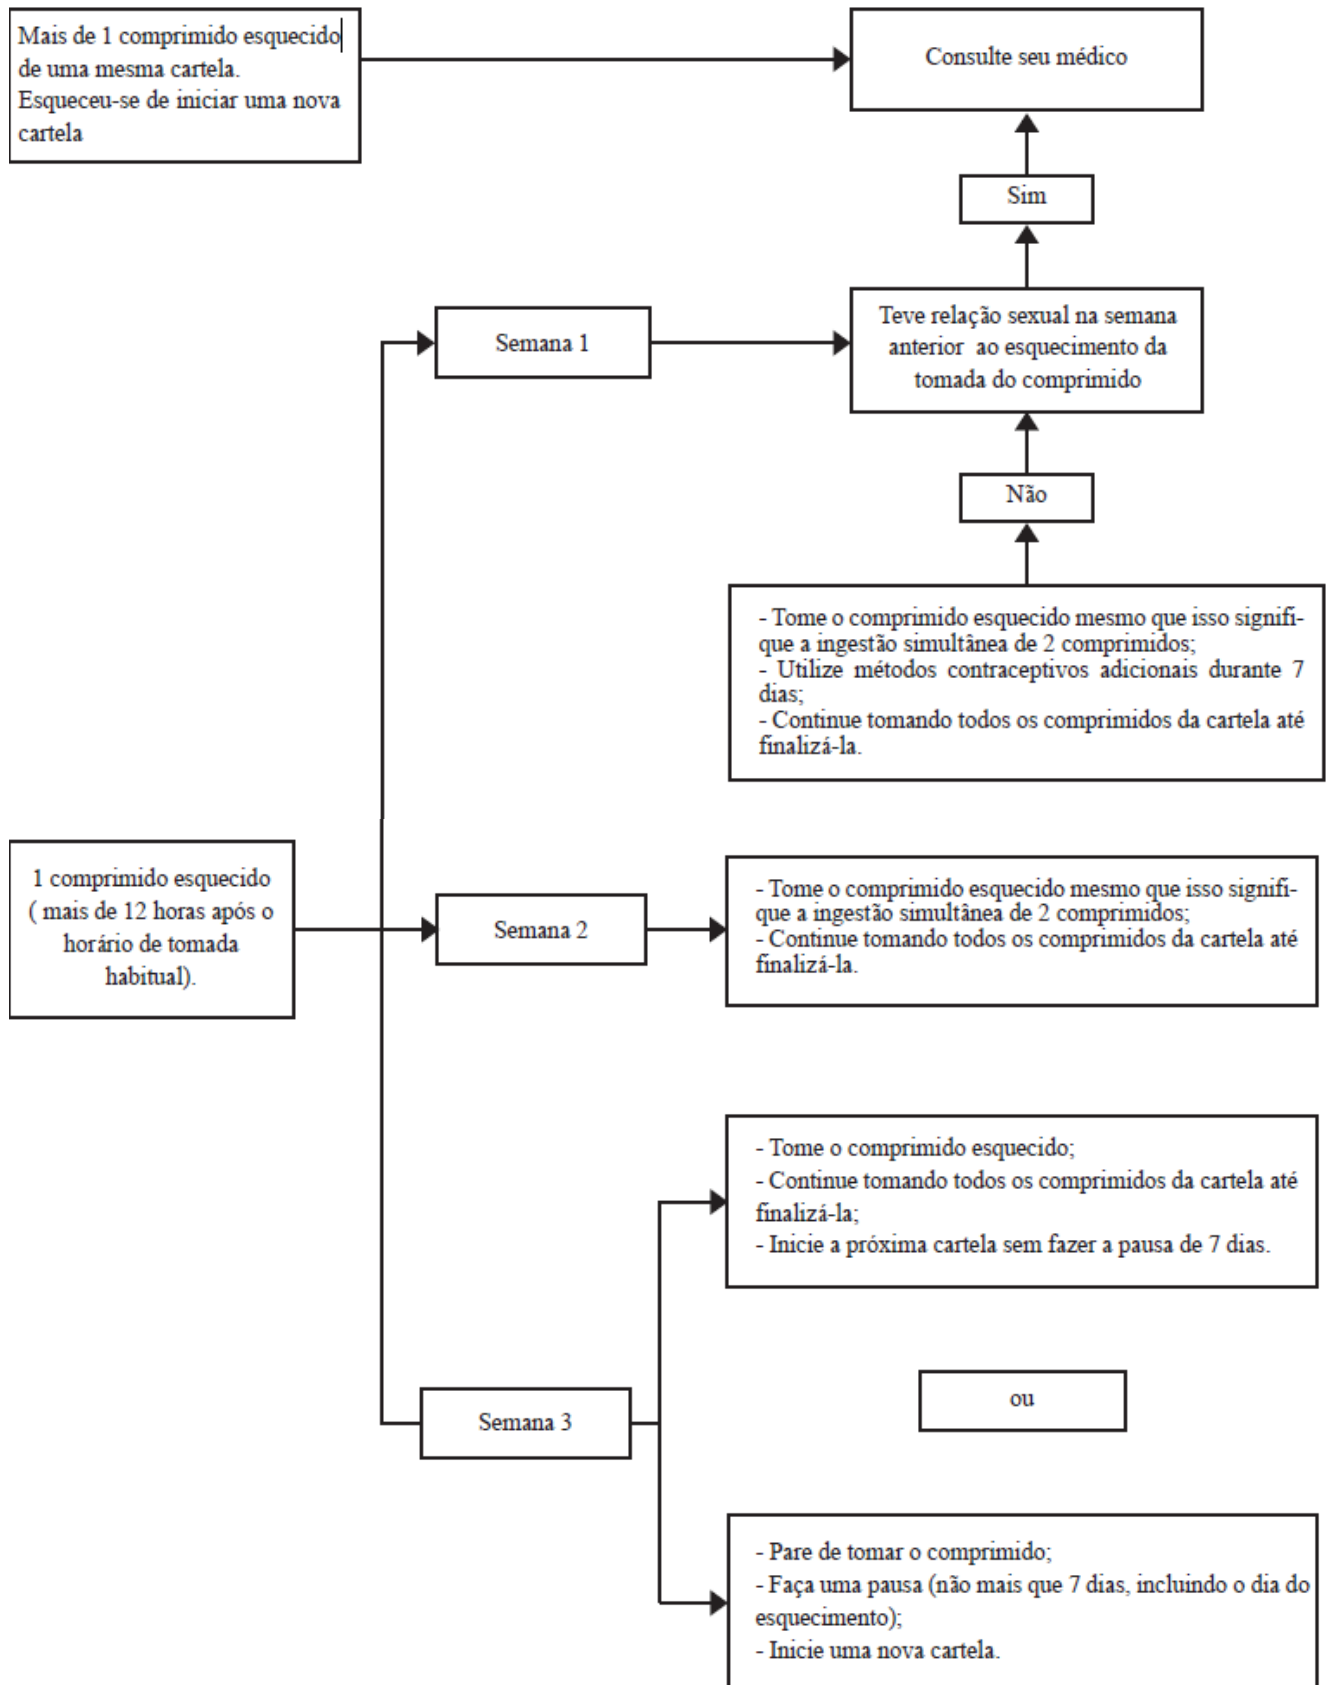 Mais de 1 comprimido esquecido
de uma mesma cartela.
Esqueceu-se de iniciar uma nova
cartela
Consulte seu médico
Sim
Semana 1
Teve relação sexual na semana
anterior ao esquecimento da
tomada do comprimido
Não
- Tome o comprimido esquecido mesmo que isso signifi-
que a ingestão simultânea de 2 comprimidos;
- Utilize métodos contraceptivos adicionais durante 7
dias;
- Continue tomando todos os comprimidos da cartela até
finalizá-la.
1 comprimido esquecido
( mais de 12 horas após o
horário de tomada
habitual).
Semana 2
- Tome o comprimido esquecido mesmo que isso signifi-
que a ingestão simultânea de 2 comprimidos;
- Continue tomando todos os comprimidos da cartela até
finalizá-la.
Semana 3
- Tome o comprimido esquecido;
- Continue tomando todos os comprimidos da cartela até
finalizá-la;
- Inicie a próxima cartela sem fazer a pausa de 7 dias.
ou
- Pare de tomar o comprimido;
- Faça uma pausa (não mais que 7 dias, incluindo o dia do
esquecimento);
- Inicie uma nova cartela.